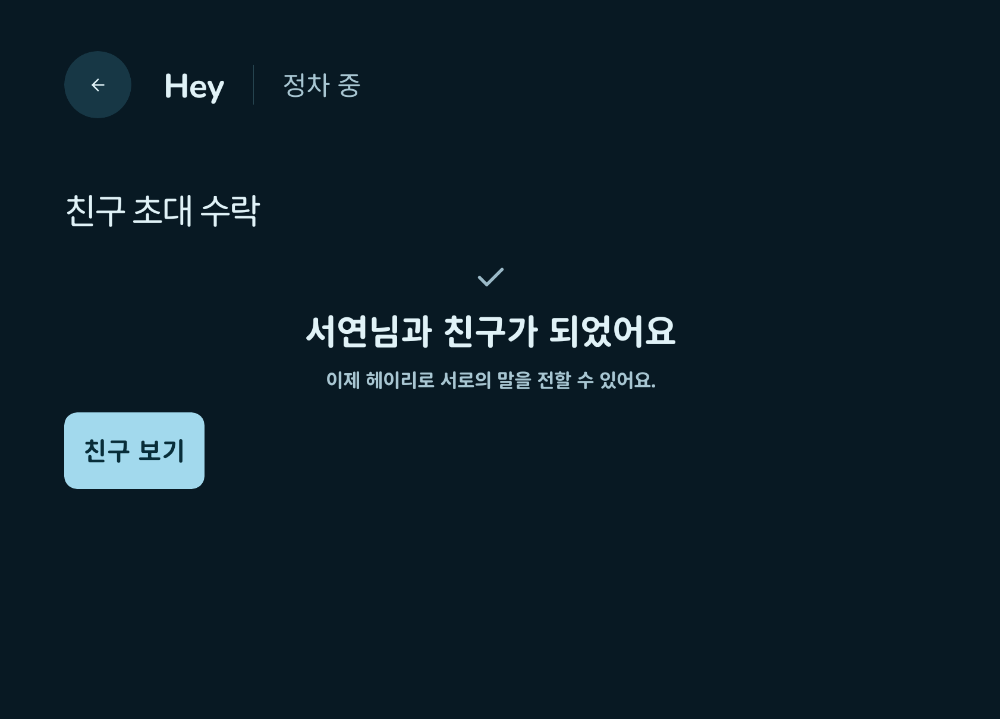 Hey 정차 중
친구 초대 수락
서연님과 친구가 되었어요
이제 헤이리로 서로의 말을 전할 수 있어요.
친구 보기